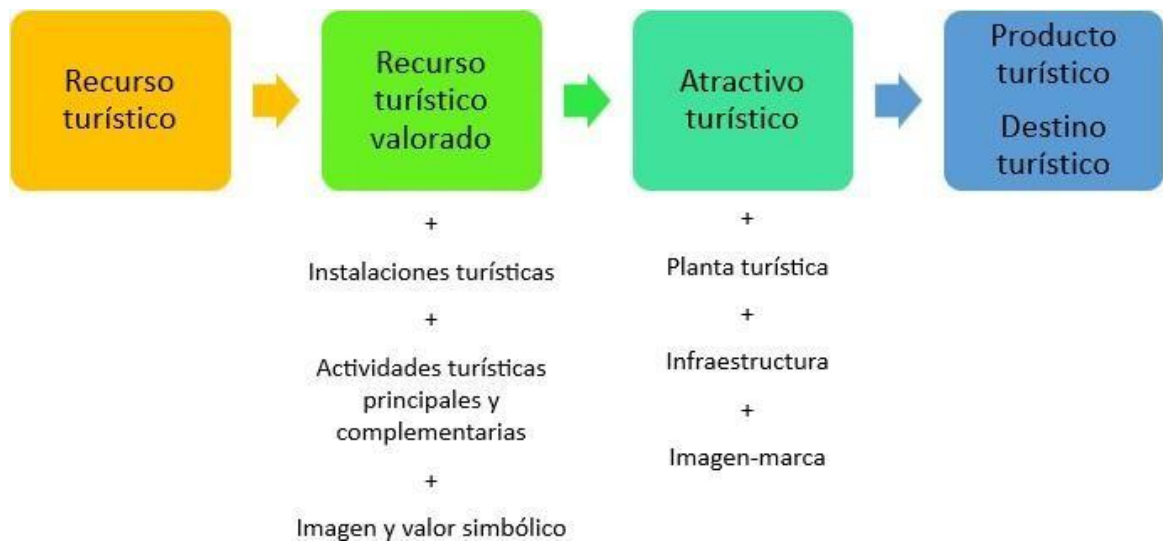 Recurso
turístico
Recurso
turístico
valorado
Atractivo
turístico
Producto
turístico
Destino
turístico
+
Instalaciones turísticas
+
Actividades turísticas
principales y
complementarias
+
Imagen y valor simbólico
+
Planta turística
+
Infraestructura
+
Imagen-marca